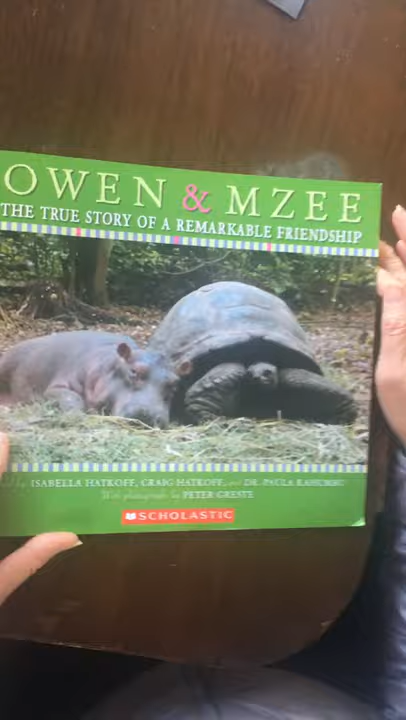 OWEN & MZEE
THE TRUE STORY OF A REMARKABLE FRIENDSHIP
by ISABELLA HATKOFF, CRAIG HATKOFF, and DR. PAULA KAHUMBU
With photographs by PETER GRESTE
SCHOLASTIC